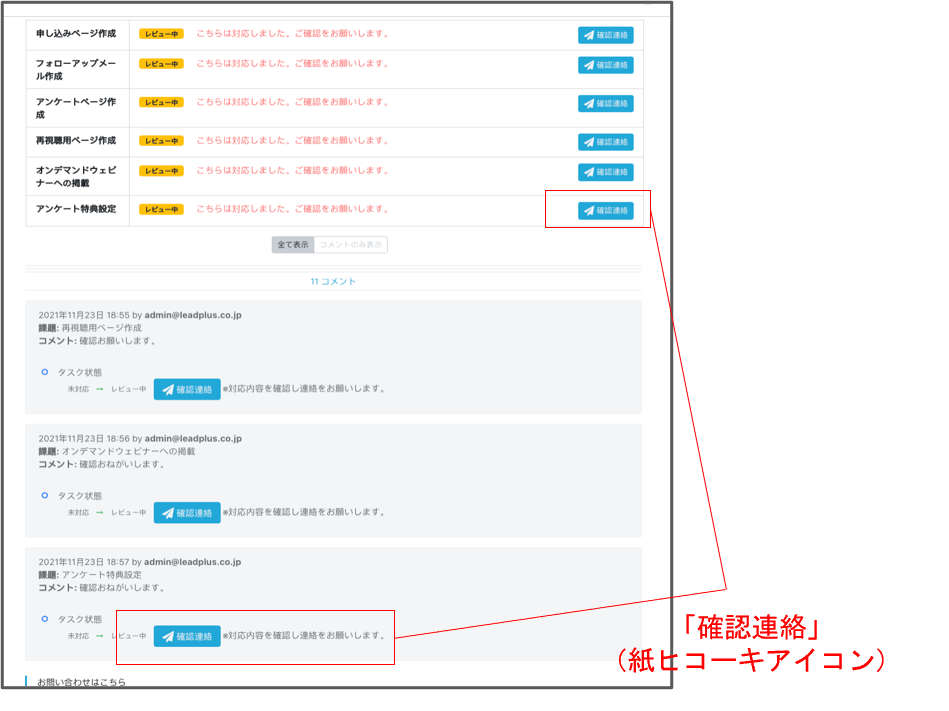 申し込みページ作成 レビュー中 こちらは対応しました。ご確認をお願いします。 確認連絡
フォローアップメー レビュー中 こちらは対応しました。ご確認をお願いします。 確認連絡
ル作成
アンケートページ作 レビュー中 こちらは対応しました。ご確認をお願いします。 確認連絡
成
再視聴用ページ作成 レビュー中 こちらは対応しました。ご確認をお願いします。 確認連絡
オンデマンドウェビ レビュー中 こちらは対応しました。ご確認をお願いします。 確認連絡
ナーへの掲載
アンケート特典設定 レビュー中 こちらは対応しました。ご確認をお願いします。 確認連絡
全て表示 コメントのみ表示
11 コメント
2021年11月23日 18:55 by admin@leadplus.co.jp
課題: 再視聴用ページ作成
コメント: 確認お願いします。
タスク状態
未対応 → レビュー中 確認連絡 ※対応内容を確認し連絡をお願いします。
2021年11月23日 18:56 by admin@leadplus.co.jp
課題: オンデマンドウェビナーへの掲載
コメント: 確認おねがいします。
タスク状態
未対応 → レビュー中 確認連絡 ※対応内容を確認し連絡をお願いします。
2021年11月23日 18:57 by admin@leadplus.co.jp
課題: アンケート特典設定
コメント: 確認おねがいします。
タスク状態
未対応 → レビュー中 確認連絡 ※対応内容を確認し連絡をお願いします。
「確認連絡」
（紙ヒコーキアイコン）
お問い合わせはこちら